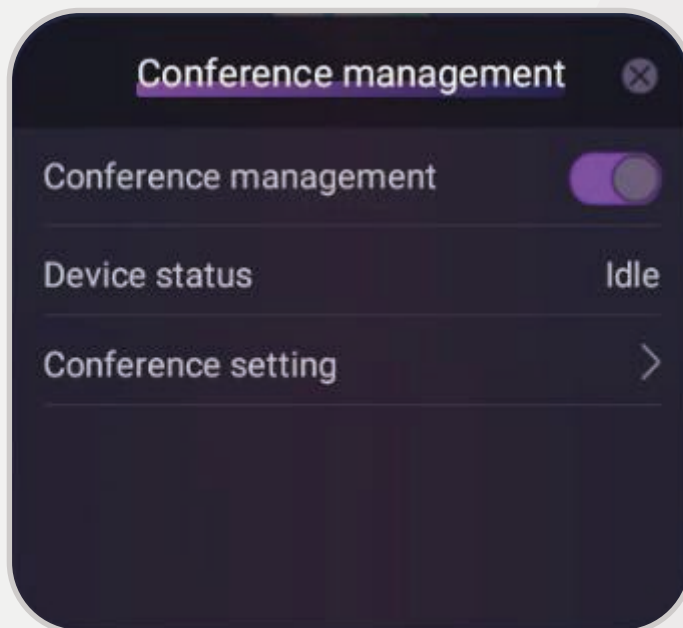 Conference management
Conference management
Device status Idle
Conference setting